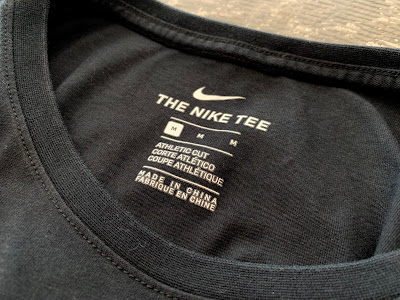 THE NIKE TEE
M M M
ATHLETIC CUT
CORTE ATLÉTICO
COUPE ATHLÉTIQUE
MADE IN CHINA
FABRIQUÉ EN CHINE